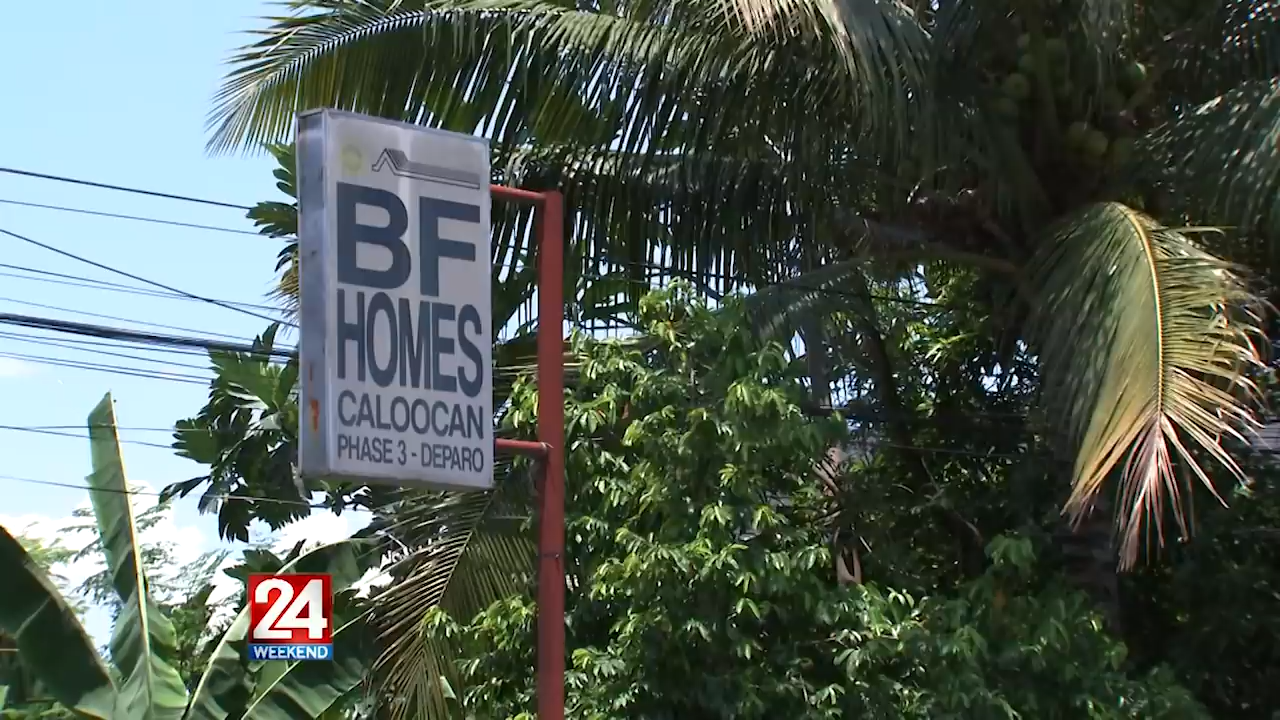 BF
HOMES
CALOOCAN
PHASE 3 - DEPARO
24
WEEKEND